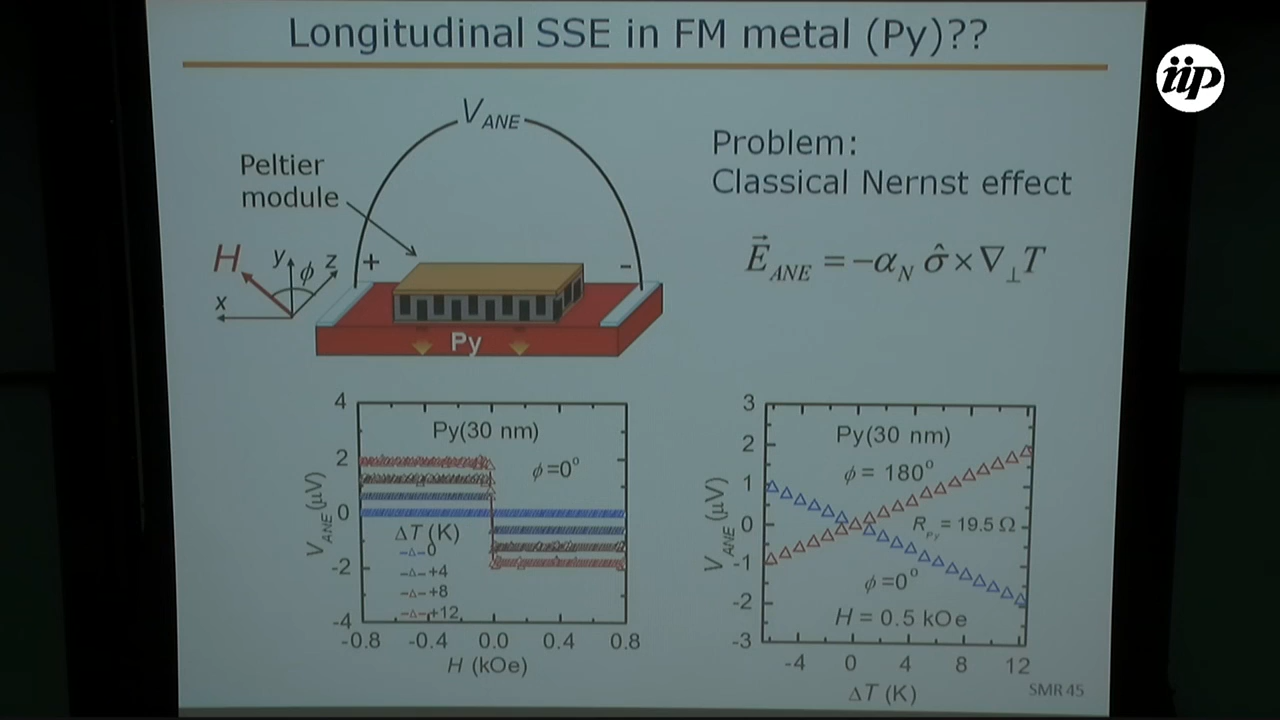 Longitudinal SSE in FM metal (Py)??
iip
V_ANE
Peltier
module
Problem:
Classical Nernst effect
H
y
ϕ
z
x
+
-
Py
E⃗_ANE = −α_N σ̂ × ∇_⊥T
4
2
0
-2
-4
V_ANE (μV)
Py(30 nm)
ϕ=0°
ΔT (K)
–△–0
–△–+4
–△–+8
–△–+12
-0.8 -0.4 0.0 0.4 0.8
H (kOe)
3
2
1
0
-1
-2
-3
V_ANE (μV)
Py(30 nm)
ϕ = 180°
R_Py = 19.5 Ω
ϕ=0°
H = 0.5 kOe
-4 0 4 8 12
ΔT (K)
SMR 45